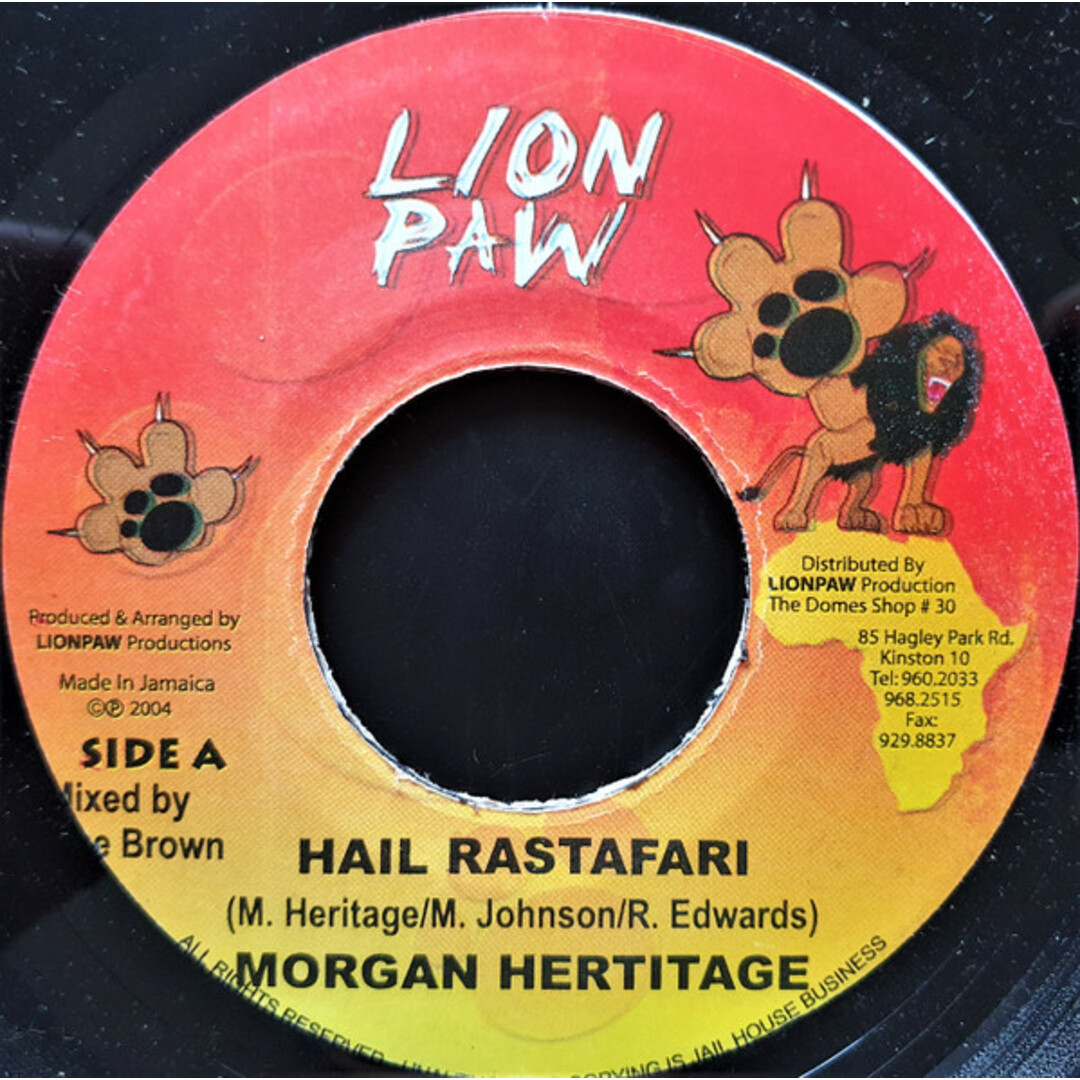 LION
PAW
Produced & Arranged by
LIONPAW Productions
Made In Jamaica
©℗ 2004
SIDE A
Mixed by
e Brown
Distributed By
LIONPAW Production
The Domes Shop # 30
85 Hagley Park Rd.
Kinston 10
Tel: 960.2033
968.2515
Fax:
929.8837
HAIL RASTAFARI
(M. Heritage/M. Johnson/R. Edwards)
MORGAN HERTITAGE
ALL RIGHTS RESERVED COPYING IS JAIL HOUSE BUSINESS